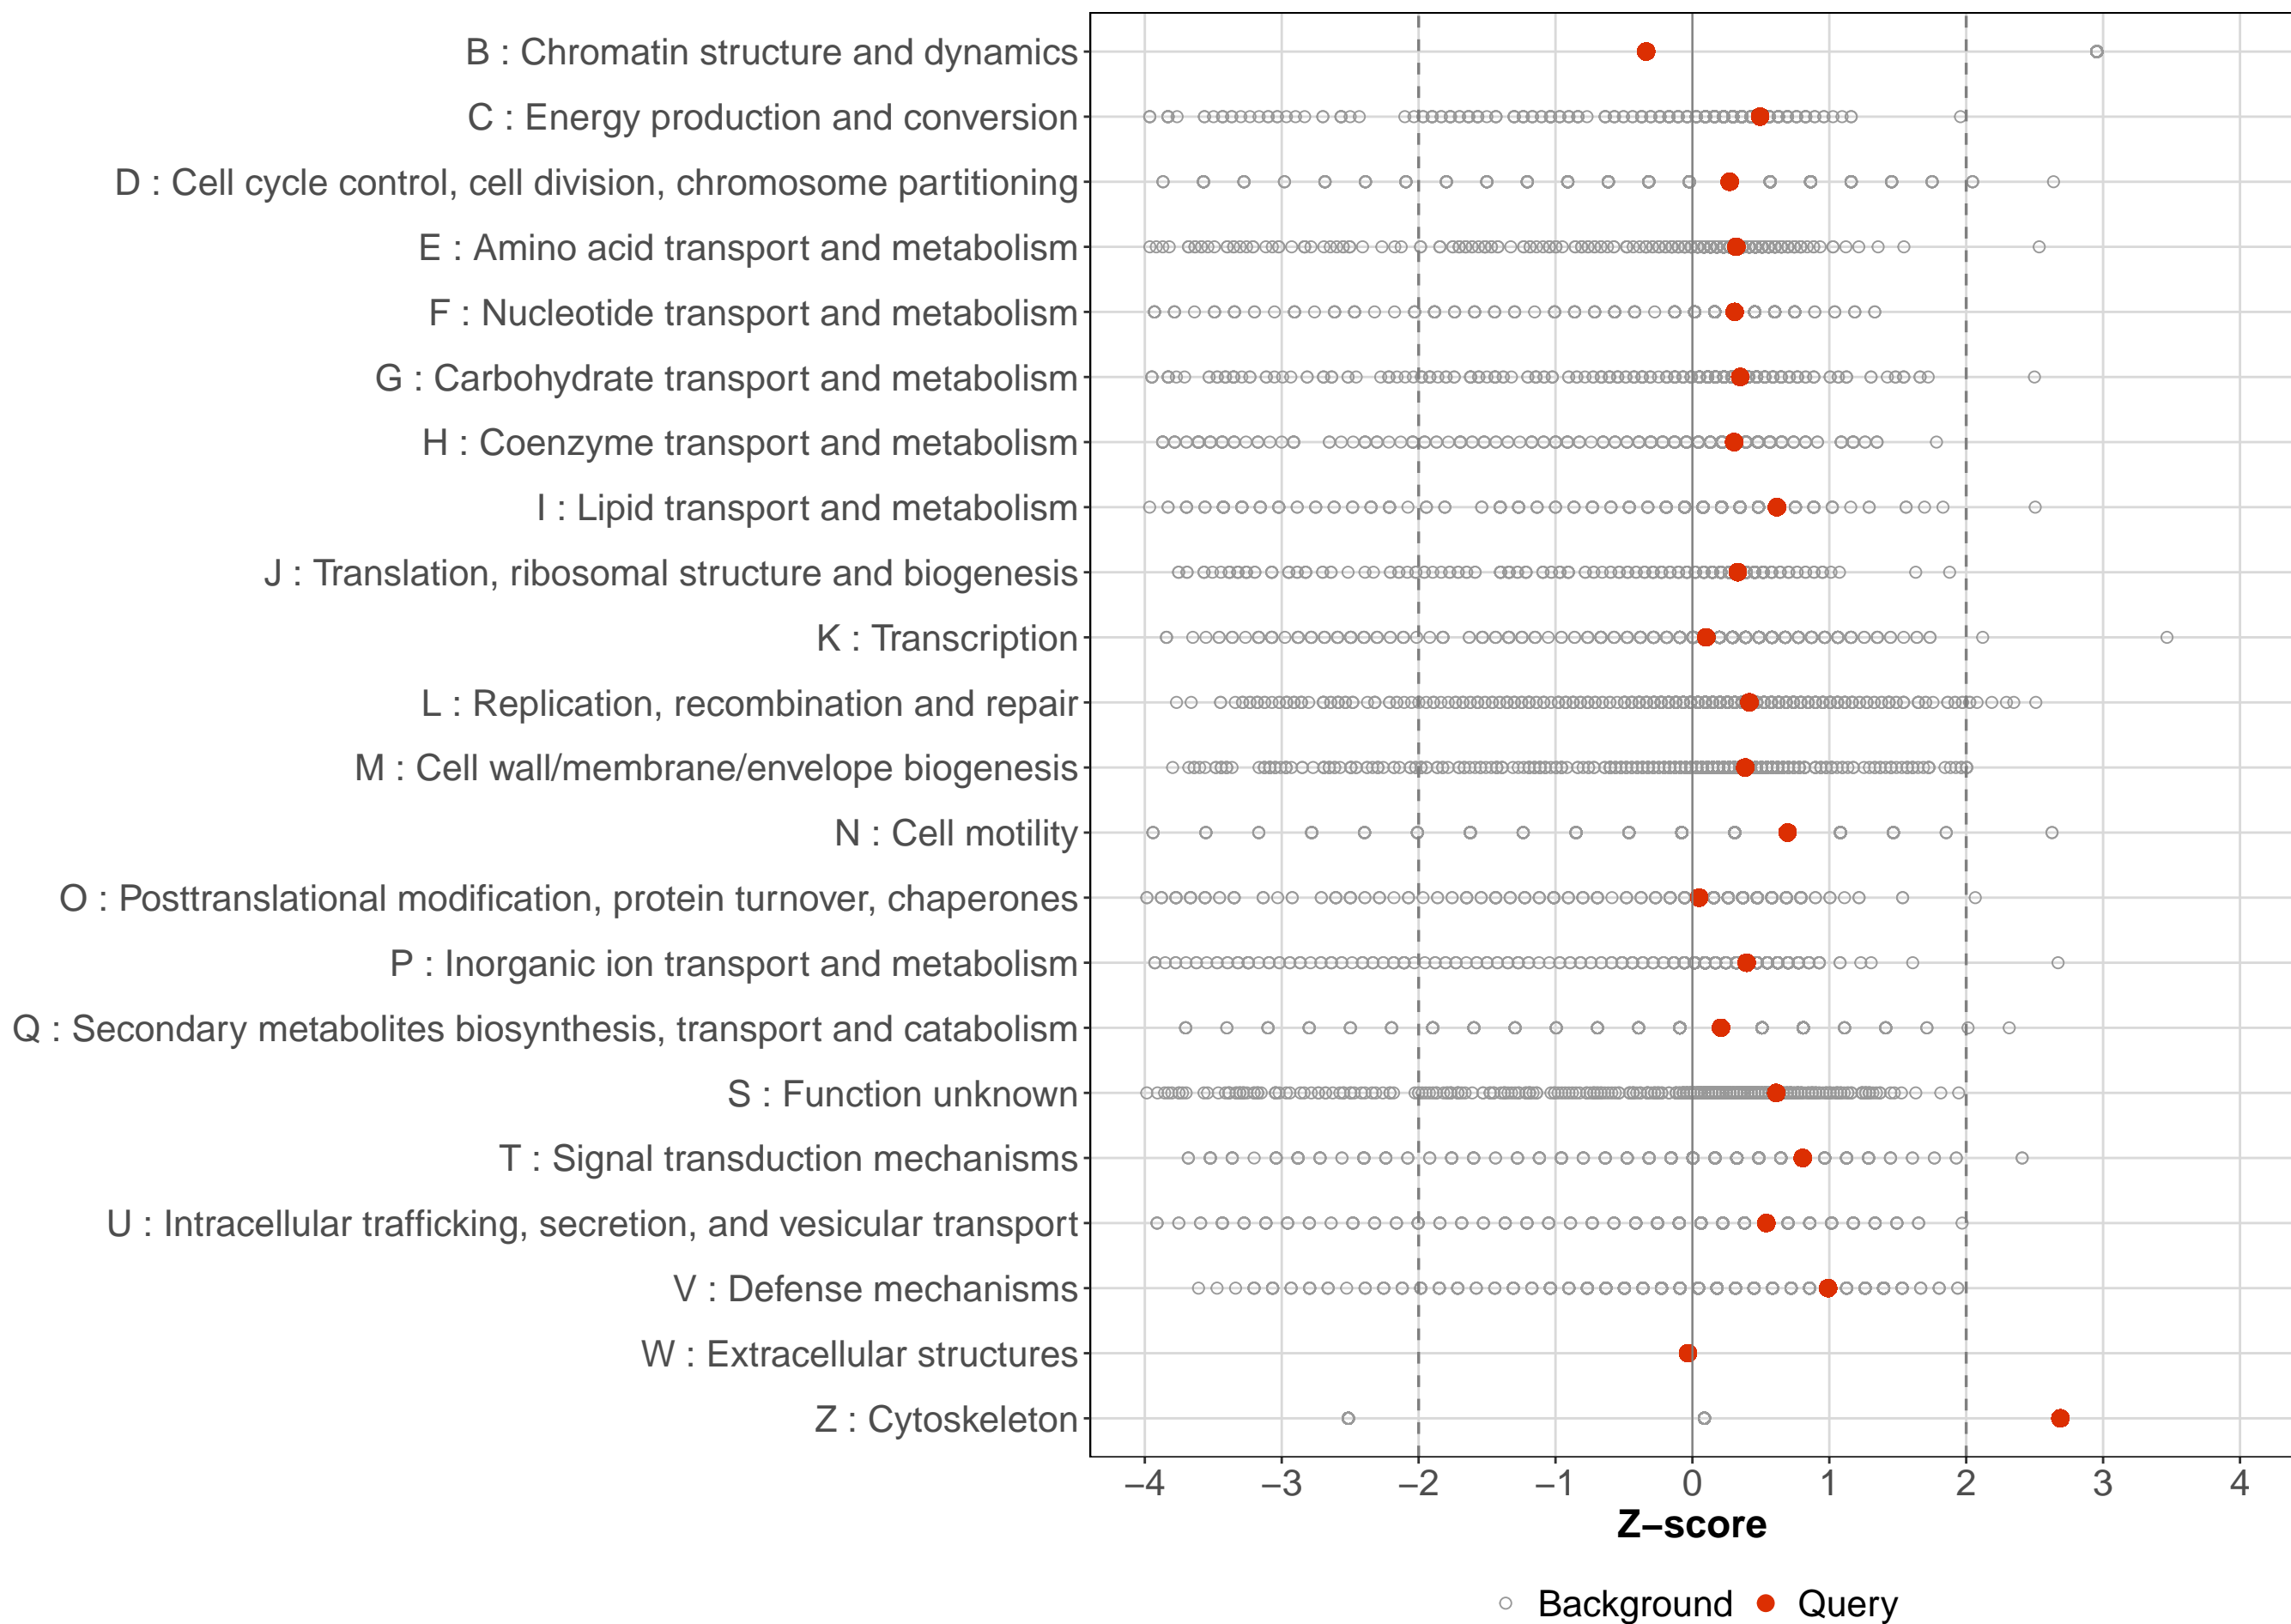 B : Chromatin structure and dynamics
C : Energy production and conversion
D : Cell cycle control, cell division, chromosome partitioning
E : Amino acid transport and metabolism
F : Nucleotide transport and metabolism
G : Carbohydrate transport and metabolism
H : Coenzyme transport and metabolism
I : Lipid transport and metabolism
J : Translation, ribosomal structure and biogenesis
K : Transcription
L : Replication, recombination and repair
M : Cell wall/membrane/envelope biogenesis
N : Cell motility
O : Posttranslational modification, protein turnover, chaperones
P : Inorganic ion transport and metabolism
Q : Secondary metabolites biosynthesis, transport and catabolism
S : Function unknown
T : Signal transduction mechanisms
U : Intracellular trafficking, secretion, and vesicular transport
V : Defense mechanisms
W : Extracellular structures
Z : Cytoskeleton
−4 −3 −2 −1 0 1 2 3 4
Z−score
Background Query